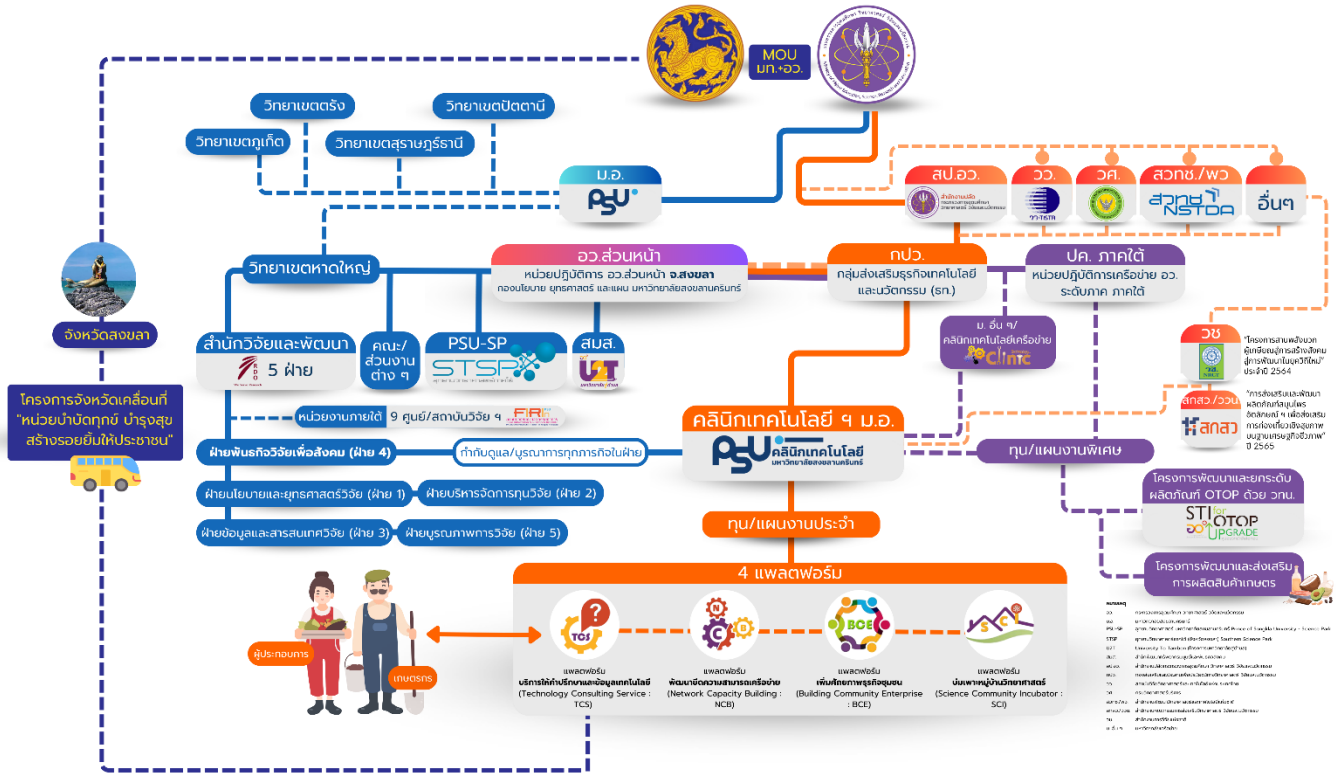 MOU
มท.+อว.
วิทยาเขตตรัง
วิทยาเขตปัตตานี
วิทยาเขตภูเก็ต
วิทยาเขตสุราษฎร์ธานี
ม.อ.
PSU
สป.อว.
วว.
วศ.
สวทช./พว
อื่นๆ
สำนักงานปลัด
วว-TISTR
สวทช
NSTDA
วิทยาเขตหาดใหญ่
อว.ส่วนหน้า
หน่วยปฏิบัติการ อว.ส่วนหน้า จ.สงขลา
กองนโยบาย ยุทธศาสตร์ และแผน มหาวิทยาลัยสงขลานครินทร์
กปว.
กลุ่มส่งเสริมธุรกิจเทคโนโลยี
และนวัตกรรม (ธท.)
ปค. ภาคใต้
หน่วยปฎิบัติการเครือข่าย อว.
ระดับภาค ภาคใต้
จังหวัดสงขลา
สำนักวิจัยและพัฒนา
RDO
5 ฝ่าย
คณะ/
ส่วนงาน
ต่าง ๆ
PSU-SP
STSP
สมส.
U2T
ม. อื่น ๆ/
คลินิกเทคโนโลยีเครือข่าย
Clinic
วช
"โครงการสานพลังบวก
ผู้เกษียณสู่การสร้างสังคม
สู่การพัฒนาในยุควิถีใหม่"
ประจำปี 2564
โครงการจังหวัดเคลื่อนที่
"หน่วยบำบัดทุกข์ บำรุงสุข
สร้างรอยยิ้มให้ประชาชน"
หน่วยงานภายใต้ 9 ศูนย์/สถาบันวิจัย ฯ
คลินิกเทคโนโลยี ฯ ม.อ.
PSU คลินิกเทคโนโลยี
มหาวิทยาลัยสงขลานครินทร์
สกสว./ววน.
สกสว
"การส่งเสริมและพัฒนา
ผลิตภัณฑ์สมุนไพร
อัตลักษณ์ ฯ เพื่อส่งเสริม
การท่องเที่ยวเชิงสุขภาพ
บนฐานเศรษฐกิจชีวภาพ"
ปี 2565
ฝ่ายพันธกิจวิจัยเพื่อสังคม (ฝ่าย 4)
กำกับดูแล/บูรณาการทุกภารกิจในฝ่าย
ทุน/แผนงานพิเศษ
ฝ่ายนโยบายและยุทธศาสตร์วิจัย (ฝ่าย 1)
ฝ่ายบริหารจัดการทุนวิจัย (ฝ่าย 2)
ฝ่ายข้อมูลและสารสนเทศวิจัย (ฝ่าย 3)
ฝ่ายบูรณภาพการวิจัย (ฝ่าย 5)
ทุน/แผนงานประจำ
โครงการพัฒนาและยกระดับ
ผลิตภัณฑ์ OTOP ด้วย วทน.
STI for
OTOP
UPGRADE
โครงการพัฒนาและส่งเสริม
การผลิตสินค้าเกษตร
4 แพลตฟอร์ม
TCS
N
C
B
BCE
S
C
I
ผู้ประกอบการ
เกษตรกร
แพลตฟอร์ม
บริการให้คำปรึกษาและข้อมูลเทคโนโลยี
(Technology Consulting Service :
TCS)
แพลตฟอร์ม
พัฒนาขีดความสามารถเครือข่าย
(Network Capacity Building :
NCB)
แพลตฟอร์ม
เพิ่มศักยภาพธุรกิจชุมชน
(Building Community Enterprise
: BCE)
แพลตฟอร์ม
บ่มเพาะหมู่บ้านวิทยาศาสตร์
(Science Community Incubator :
SCI)
หมายเหตุ